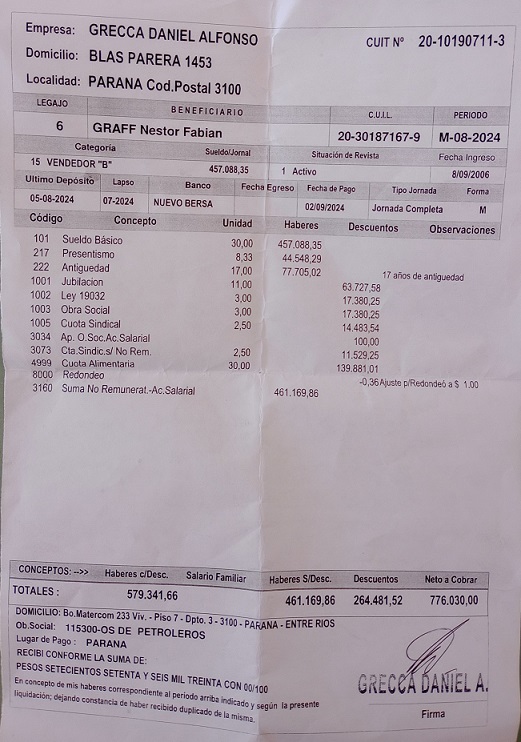 Empresa: GRECCA DANIEL ALFONSO CUIT Nº 20-10190711-3
Domicilio: BLAS PARERA 1453
Localidad: PARANA Cod.Postal 3100
LEGAJO BENEFICIARIO C.U.I.L. PERIODO
6 GRAFF Nestor Fabian 20-30187167-9 M-08-2024
Categoría Sueldo/Jornal Situación de Revista Fecha Ingreso
15 VENDEDOR "B" 457.088,35 1 Activo 8/09/2006
Ultimo Depósito Lapso Banco Fecha Egreso Fecha de Pago Tipo Jornada Forma
05-08-2024 07-2024 NUEVO BERSA 02/09/2024 Jornada Completa M
Código Concepto Unidad Haberes Descuentos Observaciones
101 Sueldo Básico 30,00 457.088,35
217 Presentismo 8,33 44.548,29
222 Antiguedad 17,00 77.705,02 17 años de antiguedad
1001 Jubilacion 11,00 63.727,58
1002 Ley 19032 3,00 17.380,25
1003 Obra Social 3,00 17.380,25
1005 Cuota Sindical 2,50 14.483,54
3034 Ap. O.Soc.Ac.Salarial 100,00
3073 Cta.Sindic.s/ No Rem. 2,50 11.529,25
4999 Cuota Alimentaria 30,00 139.881,01
8000 Redondeo -0,36 Ajuste p/Redondeó a $ 1.00
3160 Suma No Remunerat.-Ac.Salarial 461.169,86
CONCEPTOS: -->> Haberes c/Desc. Salario Familiar Haberes S/Desc. Descuentos Neto a Cobrar
TOTALES : 579.341,66 461.169,86 264.481,52 776.030,00
DOMICILIO: Bo.Matercom 233 Viv. - Piso 7 - Dpto. 3 - 3100 - PARANA - ENTRE RIOS
Ob.Social: 115300-OS DE PETROLEROS
Lugar de Pago : PARANA
RECIBI CONFORME LA SUMA DE:
PESOS SETECIENTOS SETENTA Y SEIS MIL TREINTA CON 00/100
En concepto de mis haberes correspondiente al período arriba indicado y según la presente
liquidación; dejando constancia de haber recibido duplicado de la misma.
GRECCA DANIEL A.
Firma